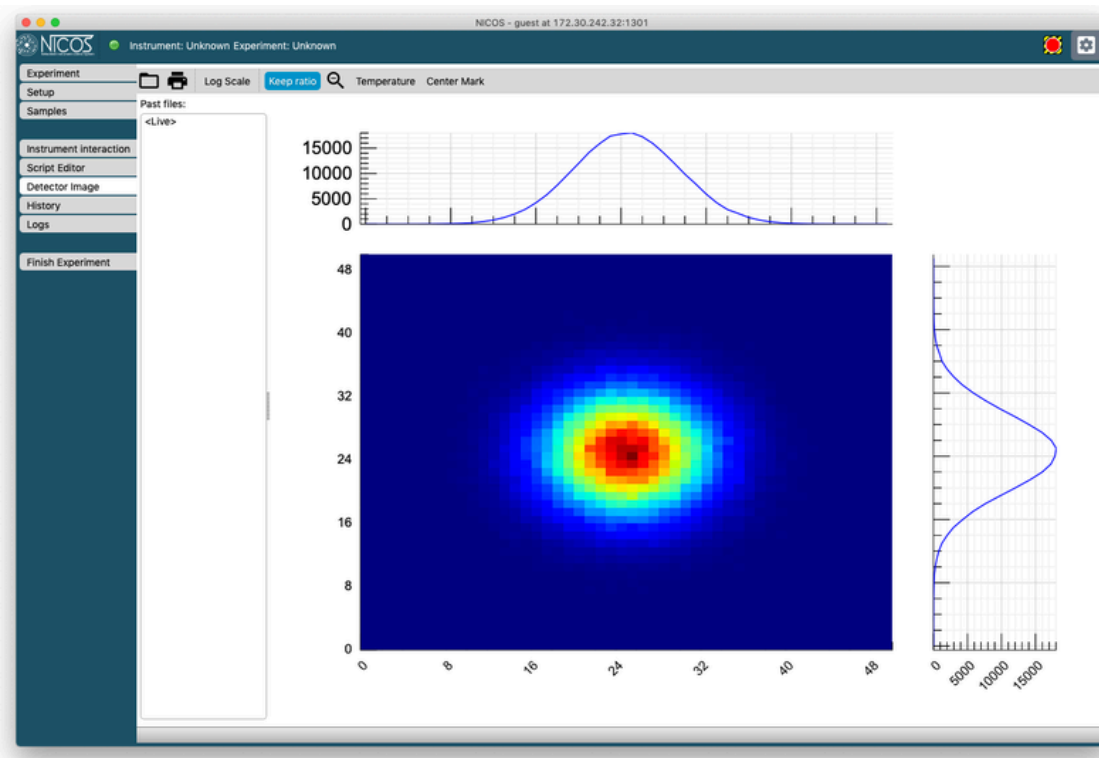 NICOS - guest at 172.30.242.32:1301
NICOS Instrument: Unknown Experiment: Unknown
Experiment
Setup
Samples
Instrument interaction
Script Editor
Detector Image
History
Logs
Finish Experiment
Log Scale Keep ratio Temperature Center Mark
Past files:
<Live>
15000
10000
5000
0
48
40
32
24
16
8
0
0 8 16 24 32 40 48
0 5000 10000 15000